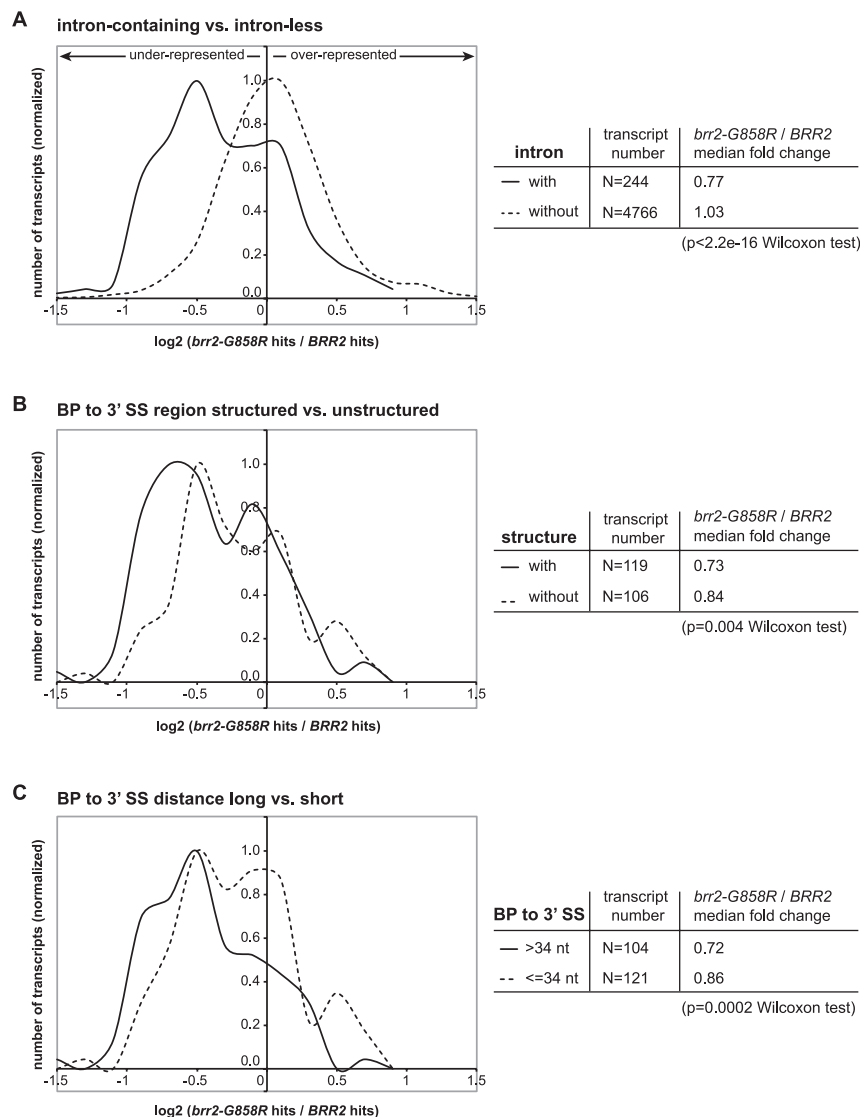 A
intron-containing vs. intron-less
under-represented
over-represented
number of transcripts (normalized)
1.0
0.8
0.6
0.4
0.2
0.0
-1.5
-1
-0.5
0
0.5
1
1.5
log2 (brr2-G858R hits / BRR2 hits)
intron
transcript number
brr2-G858R / BRR2 median fold change
with
N=244
0.77
without
N=4766
1.03
(p<2.2e-16 Wilcoxon test)
B
BP to 3’ SS region structured vs. unstructured
number of transcripts (normalized)
1.0
0.8
0.6
0.4
0.2
0.0
-1.5
-1
-0.5
0
0.5
1
1.5
log2 (brr2-G858R hits / BRR2 hits)
structure
transcript number
brr2-G858R / BRR2 median fold change
with
N=119
0.73
without
N=106
0.84
(p=0.004 Wilcoxon test)
C
BP to 3’ SS distance long vs. short
number of transcripts (normalized)
1.0
0.8
0.6
0.4
0.2
0.0
-1.5
-1
-0.5
0
0.5
1
1.5
log2 (brr2-G858R hits / BRR2 hits)
BP to 3’ SS
transcript number
brr2-G858R / BRR2 median fold change
>34 nt
N=104
0.72
<=34 nt
N=121
0.86
(p=0.0002 Wilcoxon test)